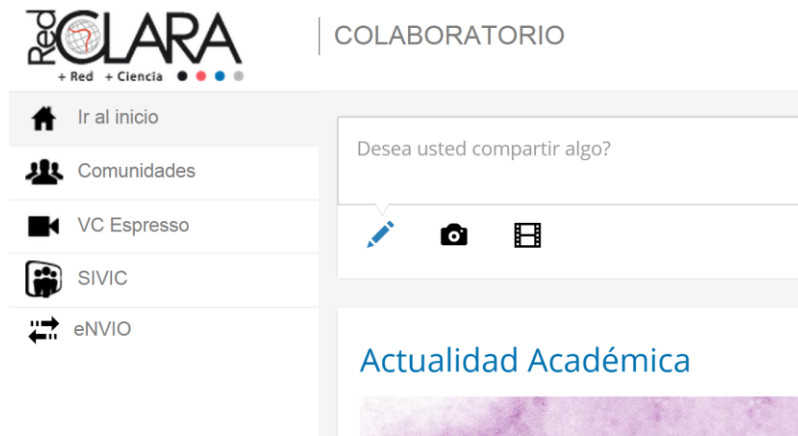 Red CLARA
+ Red + Ciencia
COLABORATORIO
Ir al inicio
Comunidades
VC Espresso
SIVIC
eNVIO
Desea usted compartir algo?
Actualidad Académica